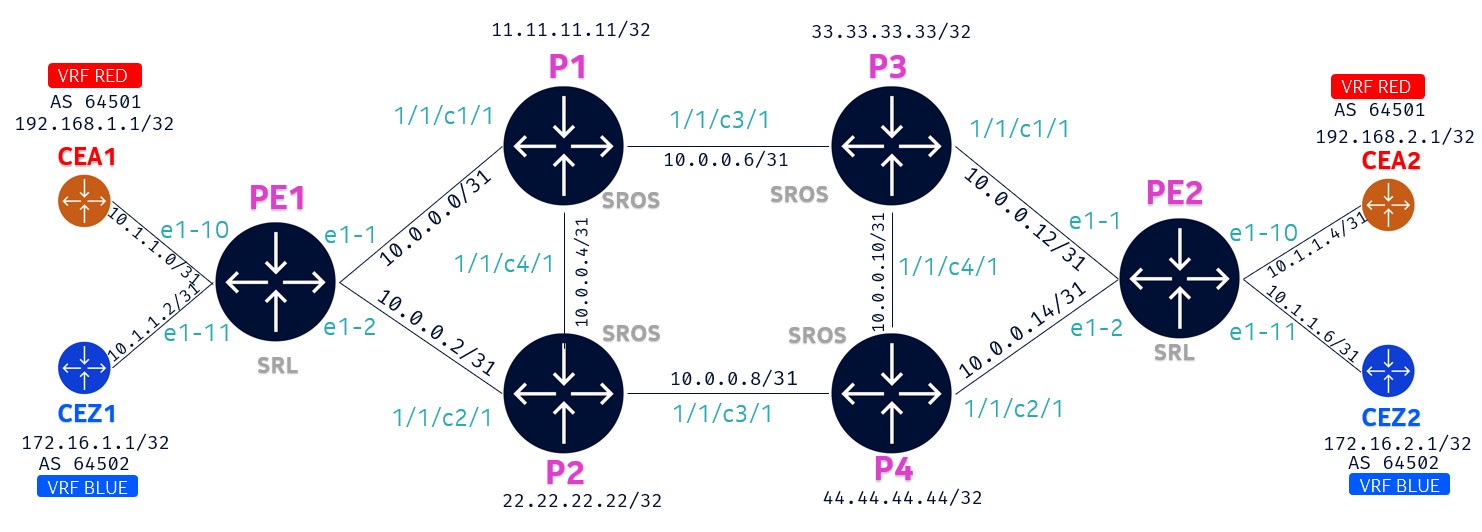 VRF RED
AS 64501
192.168.1.1/32
CEA1
10.1.1.0/31
e1-10
PE1
e1-1
10.1.1.2/31
e1-11
e1-2
SRL
CEZ1
172.16.1.1/32
AS 64502
VRF BLUE
11.11.11.11/32
P1
1/1/c1/1
10.0.0.0/31
SROS
1/1/c3/1
10.0.0.6/31
33.33.33.33/32
P3
SROS
1/1/c1/1
10.0.0.12/31
1/1/c4/1
10.0.0.4/31
10.0.0.10/31
1/1/c4/1
10.0.0.2/31
SROS
1/1/c2/1
P2
22.22.22.22/32
10.0.0.8/31
1/1/c3/1
SROS
P4
44.44.44.44/32
10.0.0.14/31
1/1/c2/1
PE2
e1-1
e1-2
SRL
e1-10
10.1.1.4/31
e1-11
10.1.1.6/31
VRF RED
AS 64501
192.168.2.1/32
CEA2
CEZ2
172.16.2.1/32
AS 64502
VRF BLUE